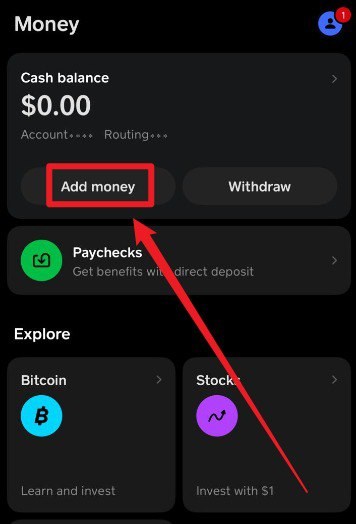 Money
1
Cash balance
$0.00
Account Routing
Add money
Withdraw
Paychecks
Get benefits with direct deposit
Explore
Bitcoin
Stocks
Learn and invest
Invest with $1